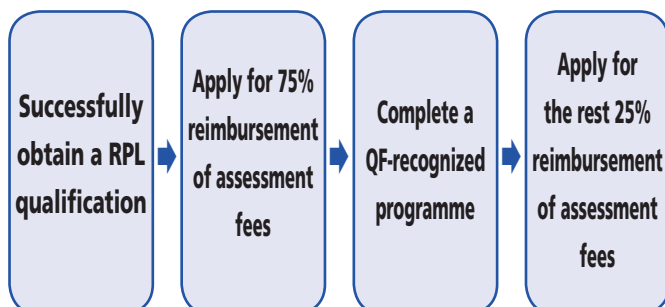 Successfully
obtain a RPL
qualification
Apply for 75%
reimbursement
of assessment
fees
Complete a
QF-recognized
programme
Apply for
the rest 25%
reimbursement
of assessment
fees